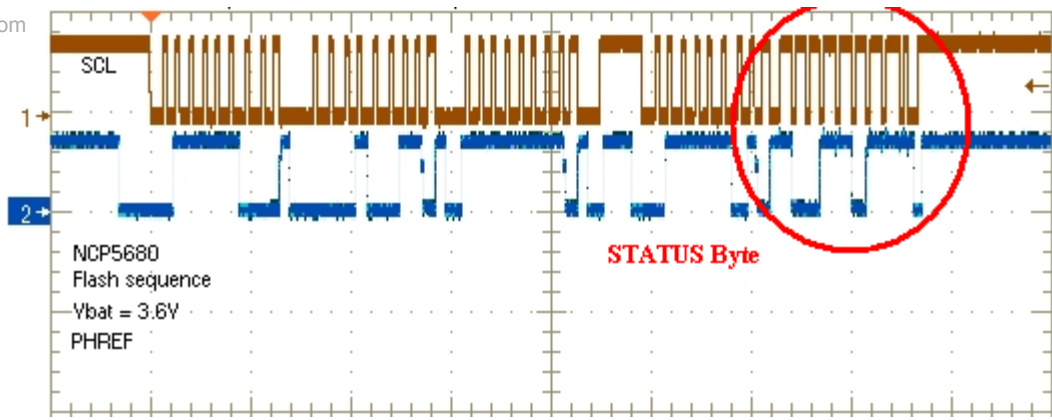 om
SCL
1
2
STATUS Byte
NCP5680
Flash sequence
Vbat = 3.6V
PHREF